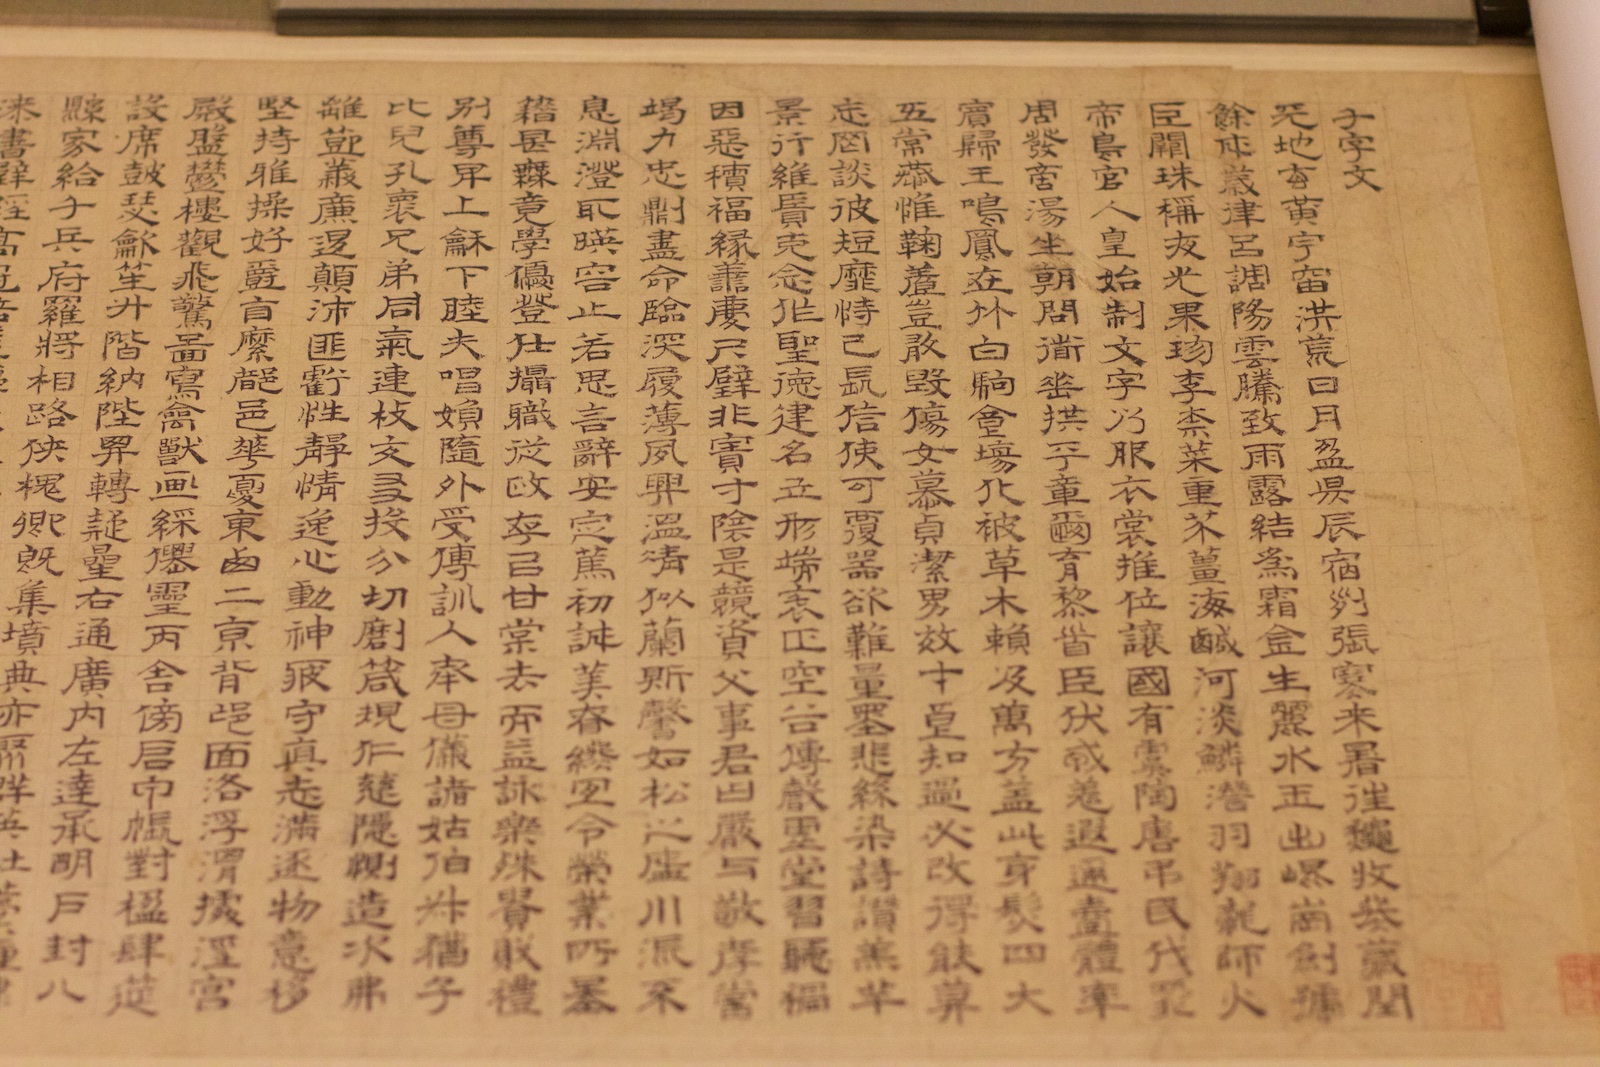 千字文
天地玄黃宇宙洪荒日月盈昃辰宿列張寒來暑往穐收冬藏閏
餘成歲律呂調陽雲騰致雨露結為霜金生麗水玉出崐崗劍號
巨闕珠稱夜光果珍李柰菜重芥薑海鹹河淡鱗潛羽翔龍師火
帝鳥官人皇始制文字乃服衣裳推位讓國有虞陶唐弔民伐罪
周發商湯坐朝問道垂拱平章愛育黎首臣伏戎羌遐邇壹體率
賓歸王鳴鳳在竹白駒食場化被草木賴及萬方蓋此身髮四大
五常恭惟鞠養豈敢毀傷女慕貞潔男效才良知過必改得能莫
忘罔談彼短靡恃己長信使可覆器欲難量墨悲絲染詩讚羔羊
景行維賢克念作聖德建名立形端表正空谷傳聲虛堂習聽禍
因惡積福緣善慶尺璧非寶寸陰是競資父事君曰嚴与敬孝當
竭力忠則盡命臨深履薄夙興溫凊似蘭斯馨如松之盛川流不
息淵澄取暎容止若思言辭安定篤初誠美慎終宜令榮業所基
籍甚無竟學優登仕攝職從政存㠯甘棠去而益詠樂殊貴賤禮
別尊卑上龢下睦夫唱婦隨外受傅訓入奉母儀諸姑伯叔猶子
比兒孔懷兄弟同氣連枝交友投分切磨箴規仁慈隱惻造次弗
離節義廉退顛沛匪虧性靜情逸心動神疲守真志滿逐物意移
堅持雅操好爵自縻都邑華夏東西二京背邙面洛浮渭據涇宮
殿盤鬱樓觀飛驚圖寫禽獸畫綵僊靈丙舍傍启甲帳對楹肆筵
設席鼓瑟龡笙升階納陛弁轉疑星右通廣內左達承明戶封八
縣家給千兵府羅將相路俠槐卿既集墳典亦聚群英杜
漆書壁經高冠陪